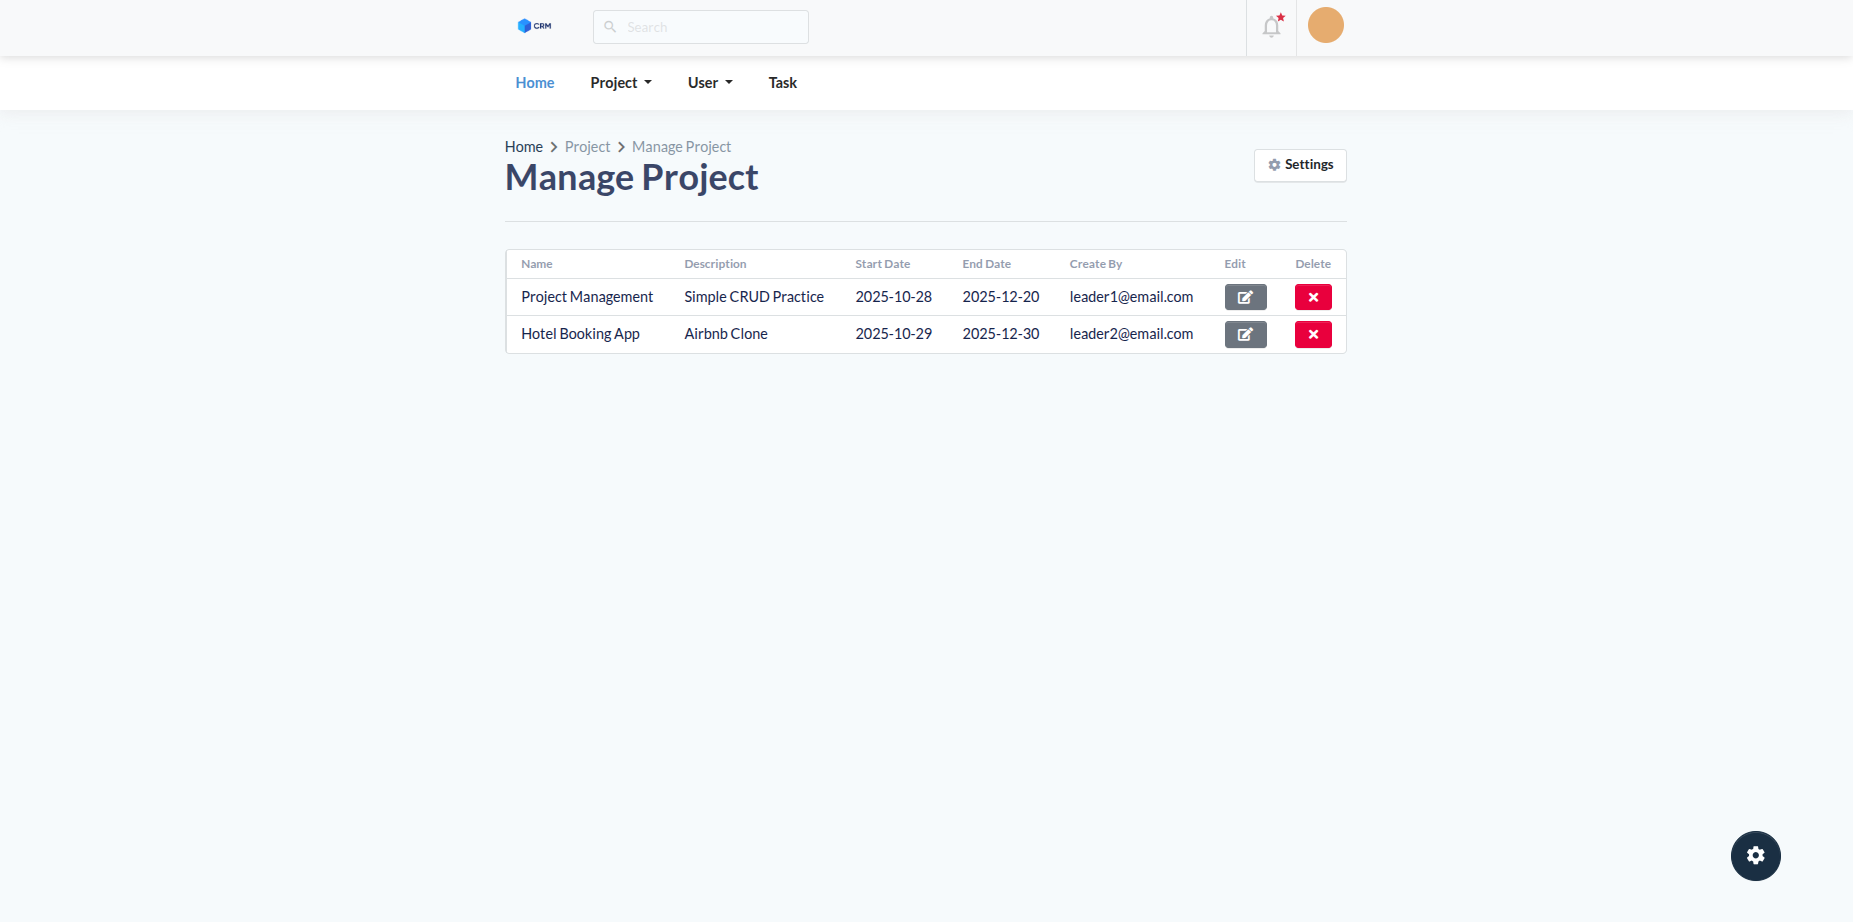 CRM
Search
Home Project User Task
Home Project Manage Project
Manage Project
Settings
Name Description Start Date End Date Create By Edit Delete
Project Management Simple CRUD Practice 2025-10-28 2025-12-20 leader1@email.com
Hotel Booking App Airbnb Clone 2025-10-29 2025-12-30 leader2@email.com